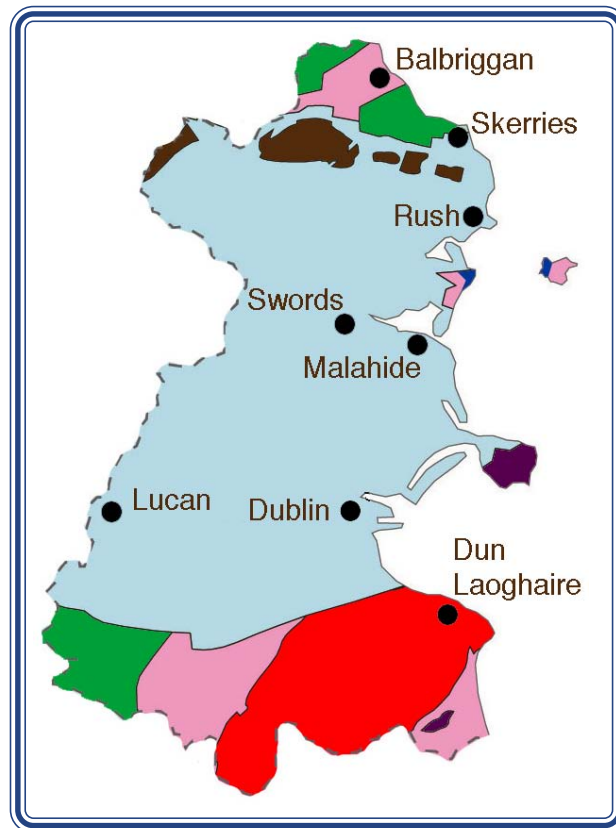 Balbriggan
Skerries
Rush
Swords
Malahide
Lucan
Dublin
Dun
Laoghaire